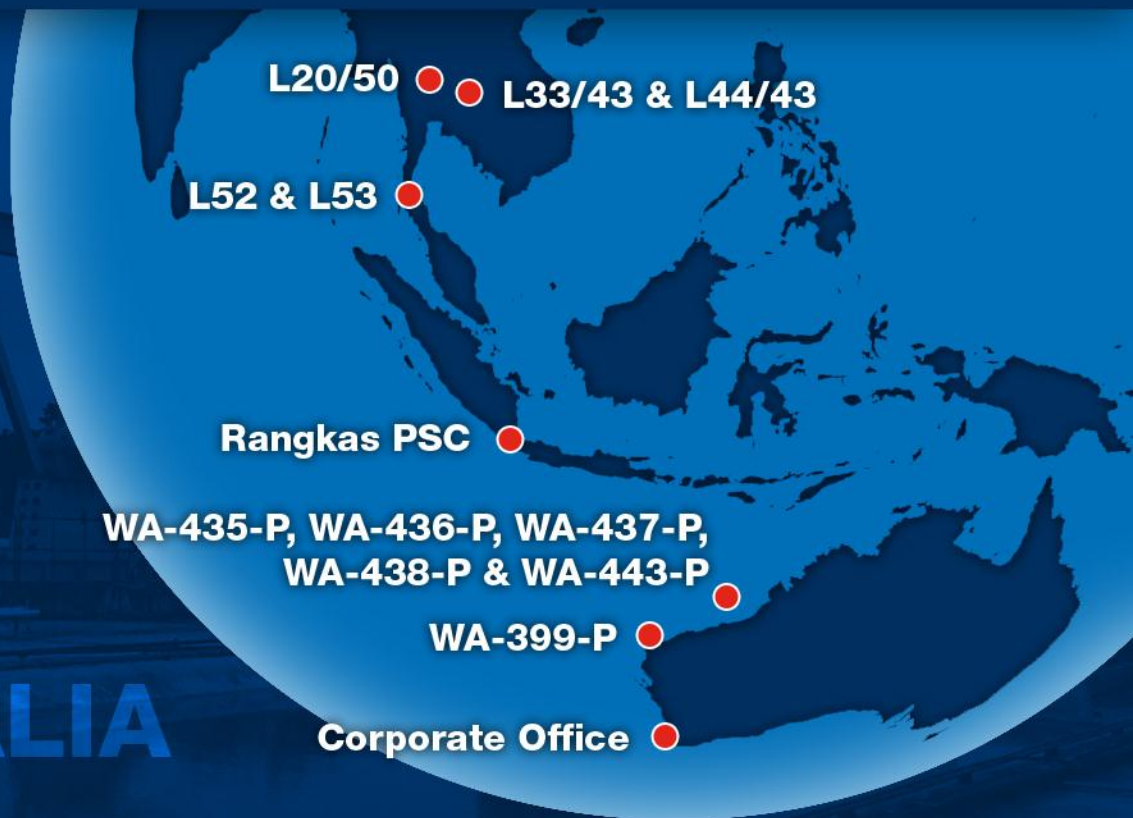 L20/50
L33/43 & L44/43
L52 & L53
Rangkas PSC
WA-435-P, WA-436-P, WA-437-P,
WA-438-P & WA-443-P
WA-399-P
ALIA
Corporate Office